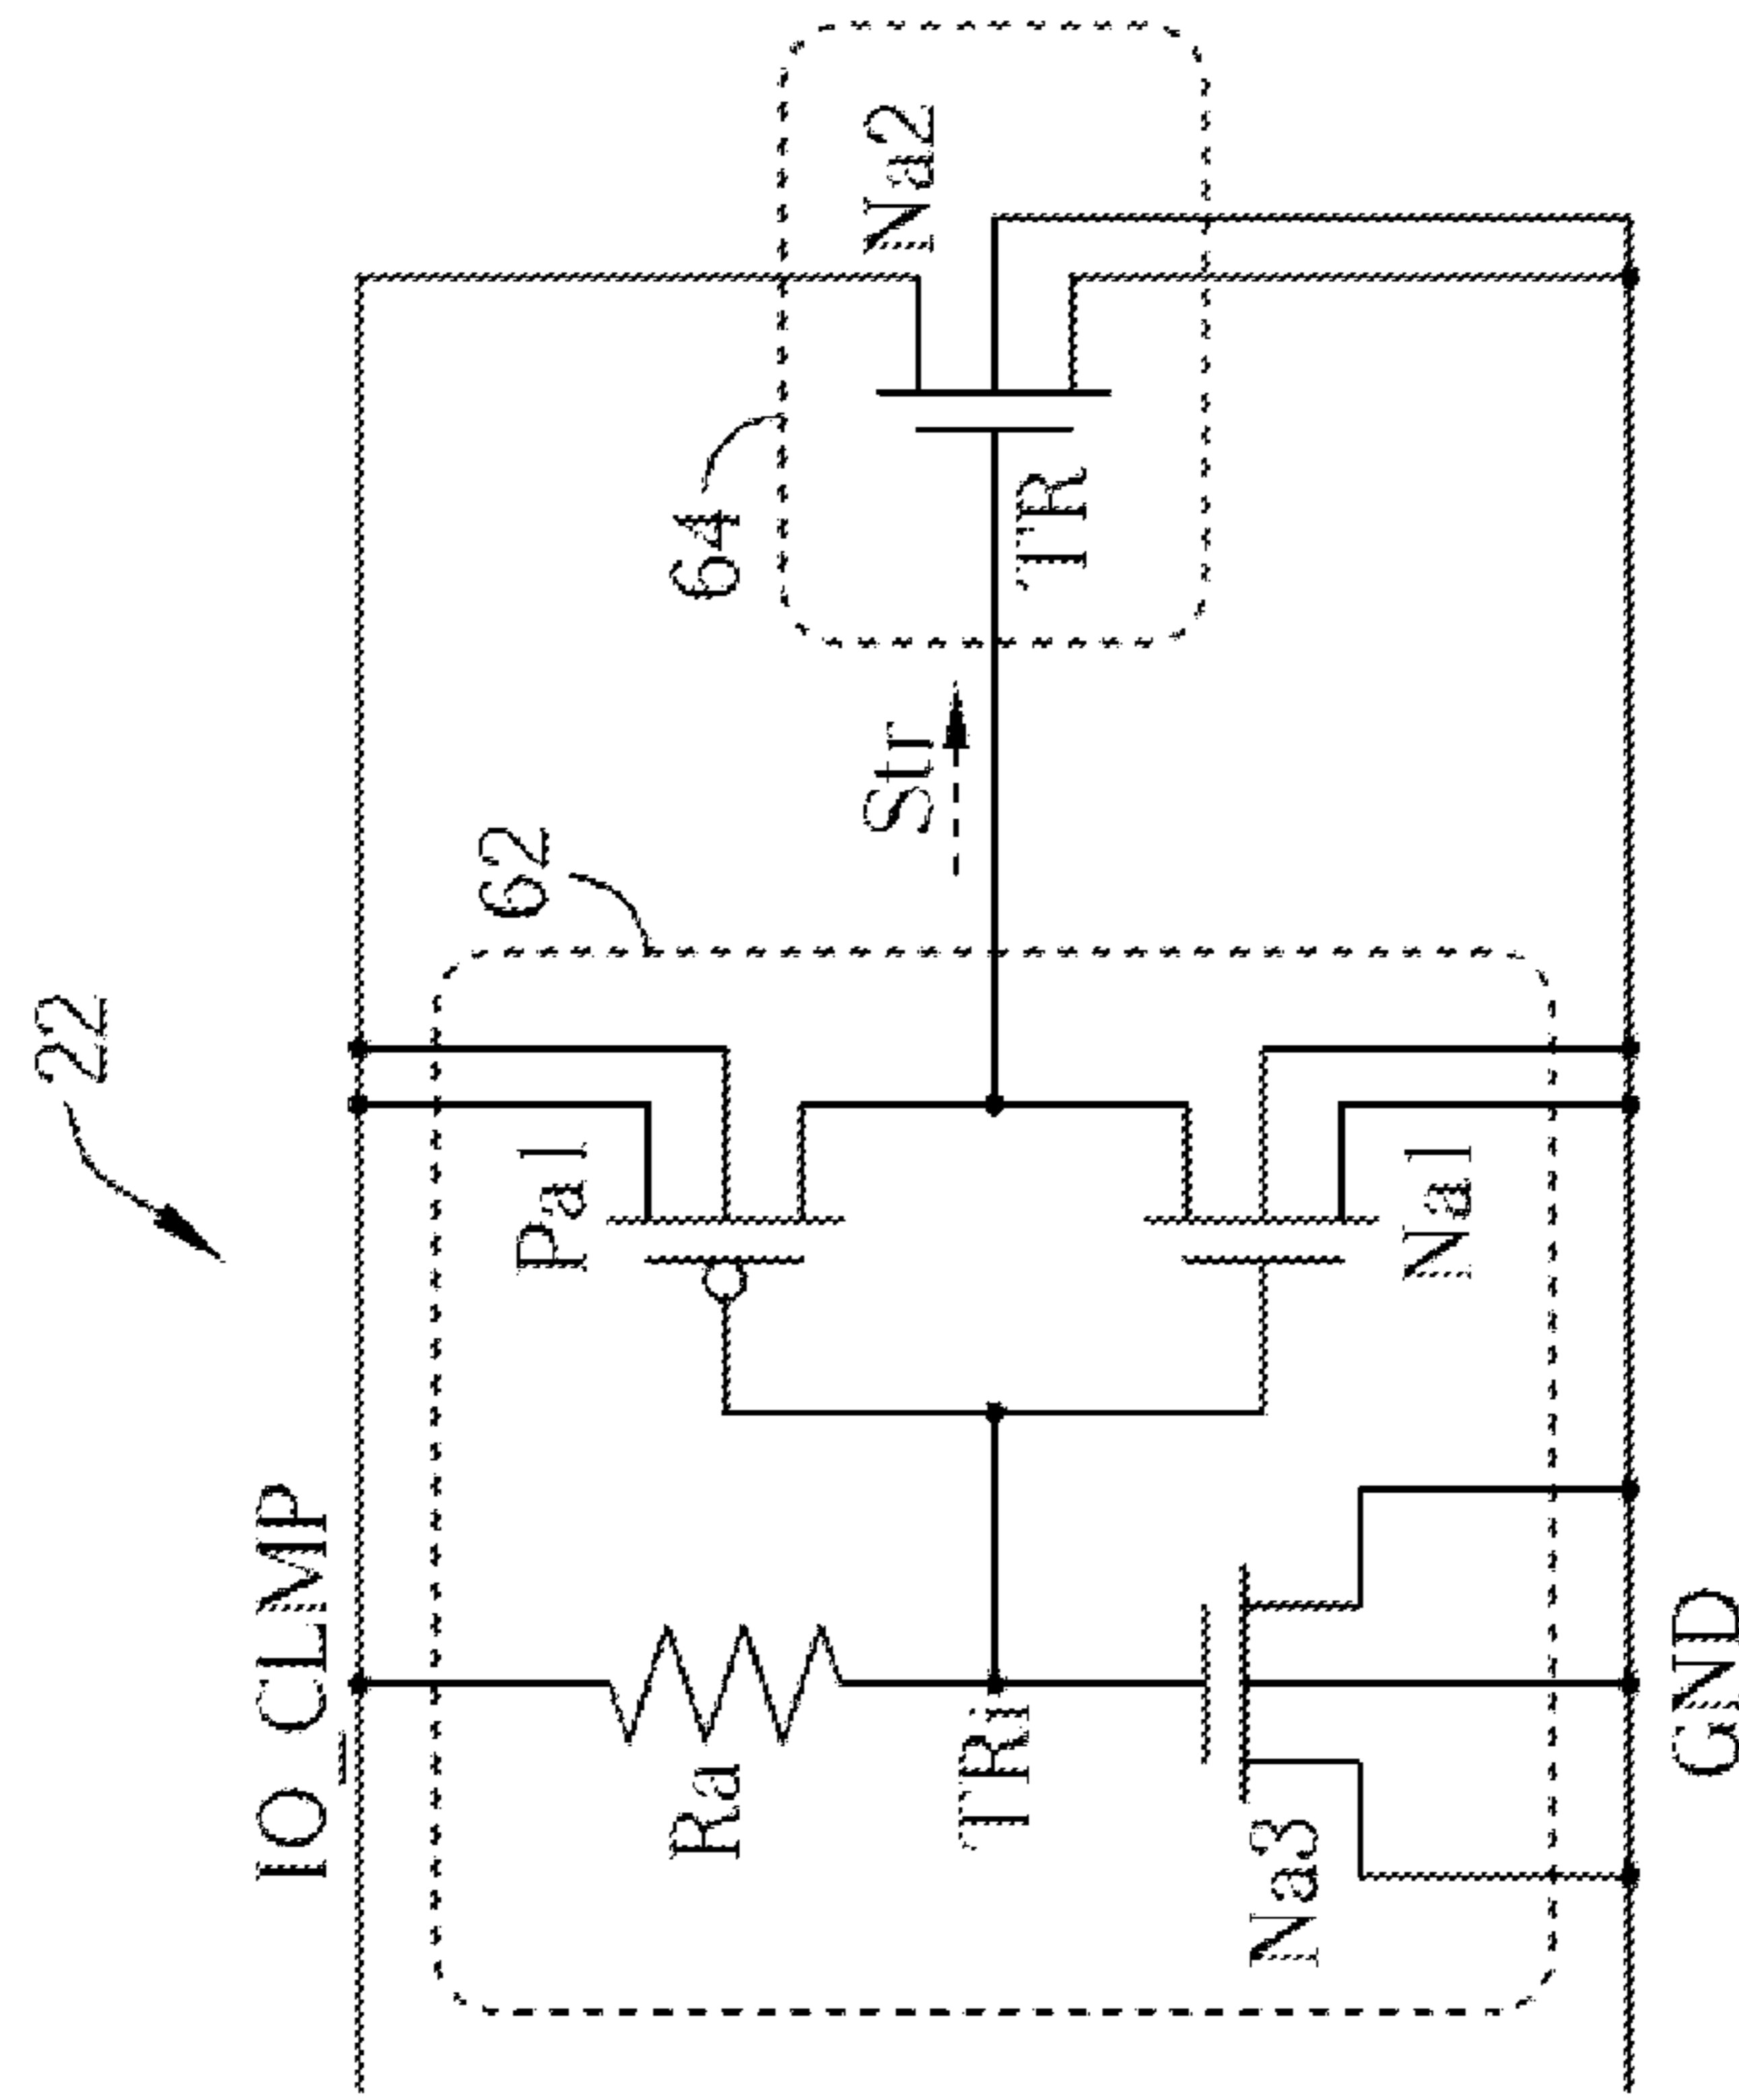 22
IO_CLMP
62
64
Ra
Pa1
Str
Na2
TRi
TR
Na3
Na1
GND